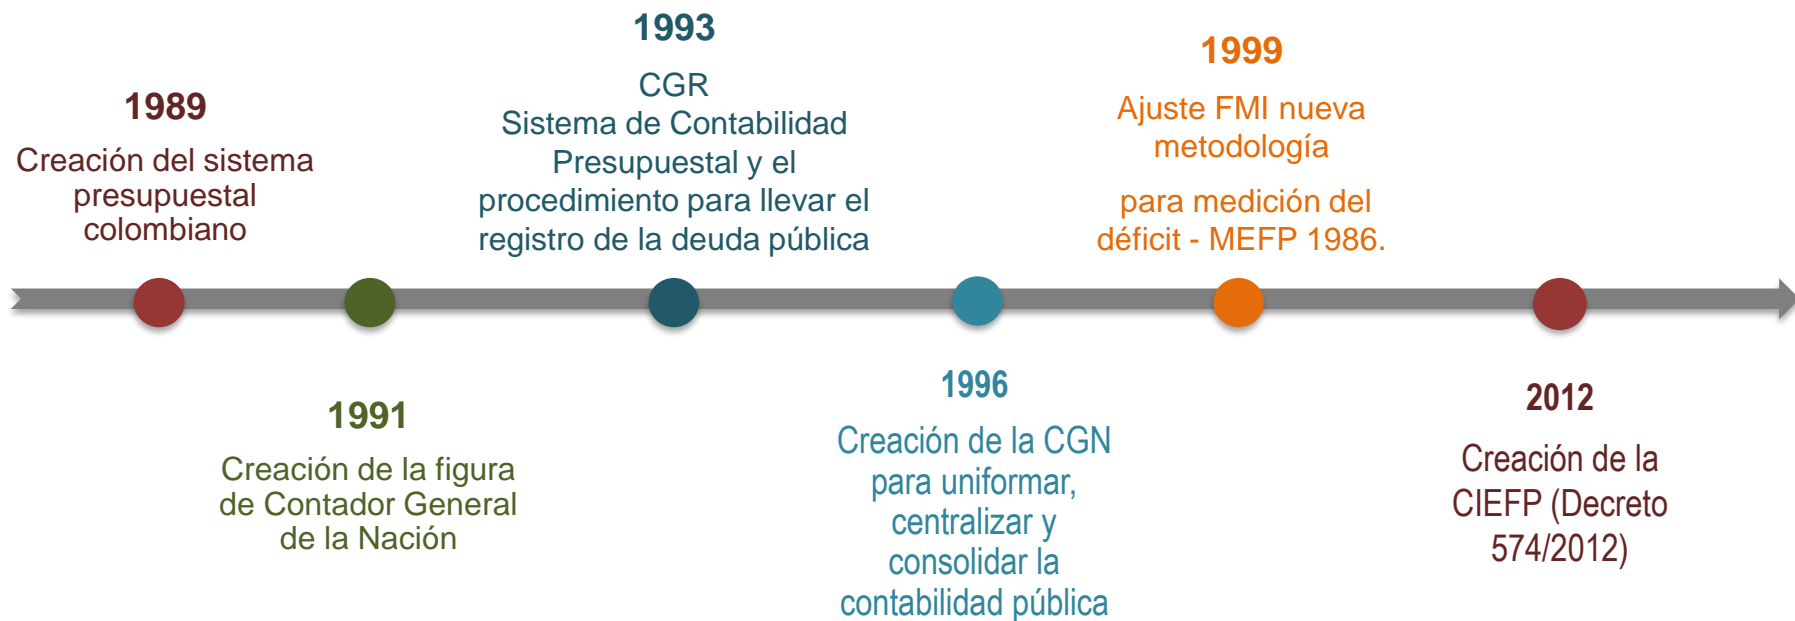 1989
Creación del sistema
presupuestal
colombiano
1991
Creación de la figura
de Contador General
de la Nación
1993
CGR
Sistema de Contabilidad
Presupuestal y el
procedimiento para llevar el
registro de la deuda pública
1996
Creación de la CGN
para uniformar,
centralizar y
consolidar la
contabilidad pública
1999
Ajuste FMI nueva
metodología
para medición del
déficit - MEFP 1986.
2012
Creación de la
CIEFP (Decreto
574/2012)